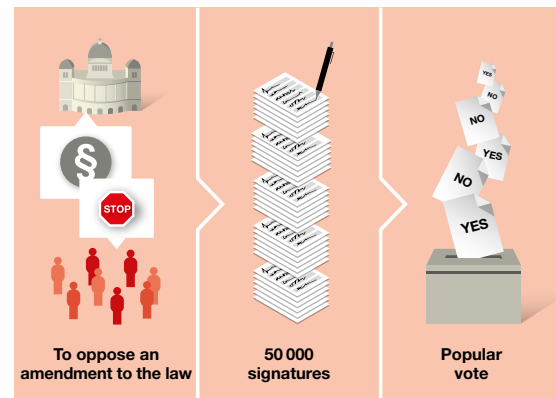 §
STOP
YES
NO
NO
YES
NO
YES
To oppose an
amendment to the law
50 000
signatures
Popular
vote